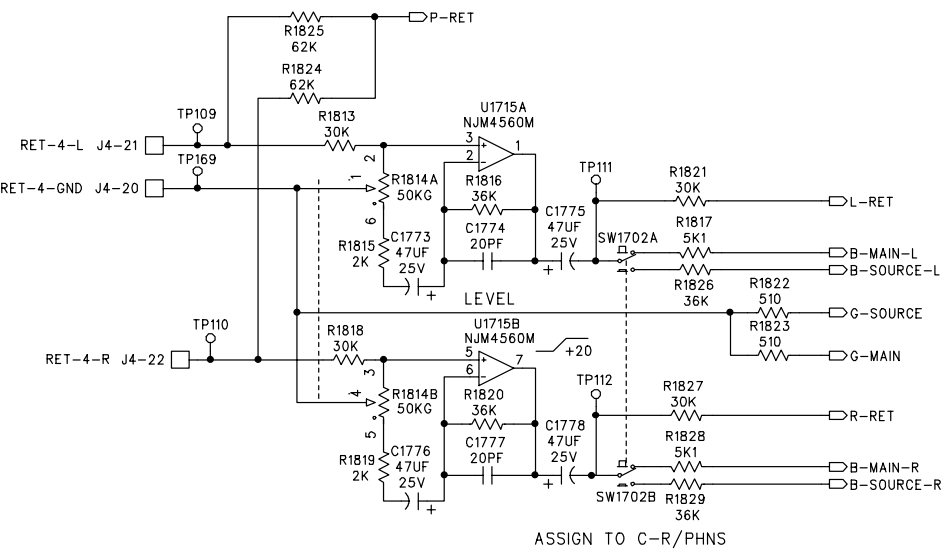 P-RET
R1825
62K
R1824
62K
TP109
R1813
30K
U1715A
NJM4560M
RET-4-L J4-21
3
+
1
2
-
TP169
2
RET-4-GND J4-20
1
R1814A
50KG
R1816
36K
TP111
R1821
30K
L-RET
6
C1774
20PF
C1775
47UF
25V
SW1702A
R1817
5K1
R1815
2K
C1773
47UF
25V
+
+
B-MAIN-L
B-SOURCE-L
R1826
36K
R1822
510
LEVEL
G-SOURCE
R1823
510
TP110
R1818
30K
U1715B
NJM4560M
+20
RET-4-R J4-22
3
5
+
7
6
-
G-MAIN
4
R1814B
50KG
R1820
36K
TP112
R1827
30K
R-RET
5
C1777
20PF
C1778
47UF
25V
R1828
5K1
R1819
2K
C1776
47UF
25V
+
+
B-MAIN-R
B-SOURCE-R
SW1702B
R1829
36K
ASSIGN TO C-R/PHNS